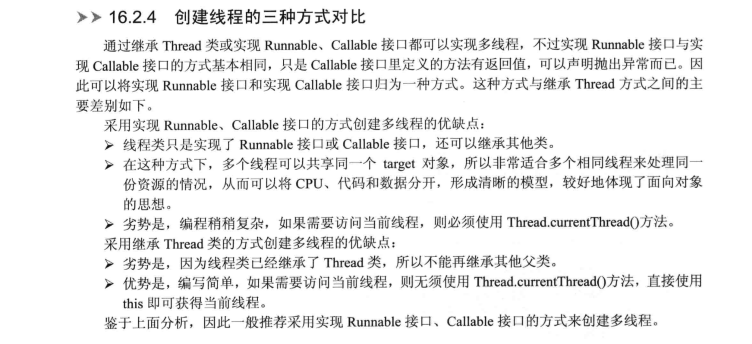 >> 16.2.4 创建线程的三种方式对比
通过继承 Thread 类或实现 Runnable、Callable 接口都可以实现多线程，不过实现 Runnable 接口与实
现 Callable 接口的方式基本相同，只是 Callable 接口里定义的方法有返回值，可以声明抛出异常而已。因
此可以将实现 Runnable 接口和实现 Callable 接口归为一种方式。这种方式与继承 Thread 方式之间的主
要差别如下。
采用实现 Runnable、Callable 接口的方式创建多线程的优缺点：
➢ 线程类只是实现了 Runnable 接口或 Callable 接口，还可以继承其他类。
➢ 在这种方式下，多个线程可以共享同一个 target 对象，所以非常适合多个相同线程来处理同一
份资源的情况，从而可以将 CPU、代码和数据分开，形成清晰的模型，较好地体现了面向对象
的思想。
➢ 劣势是，编程稍稍复杂，如果需要访问当前线程，则必须使用 Thread.currentThread()方法。
采用继承 Thread 类的方式创建多线程的优缺点：
➢ 劣势是，因为线程类已经继承了 Thread 类，所以不能再继承其他父类。
➢ 优势是，编写简单，如果需要访问当前线程，则无须使用 Thread.currentThread()方法，直接使用
this 即可获得当前线程。
鉴于上面分析，因此一般推荐采用实现 Runnable 接口、Callable 接口的方式来创建多线程。